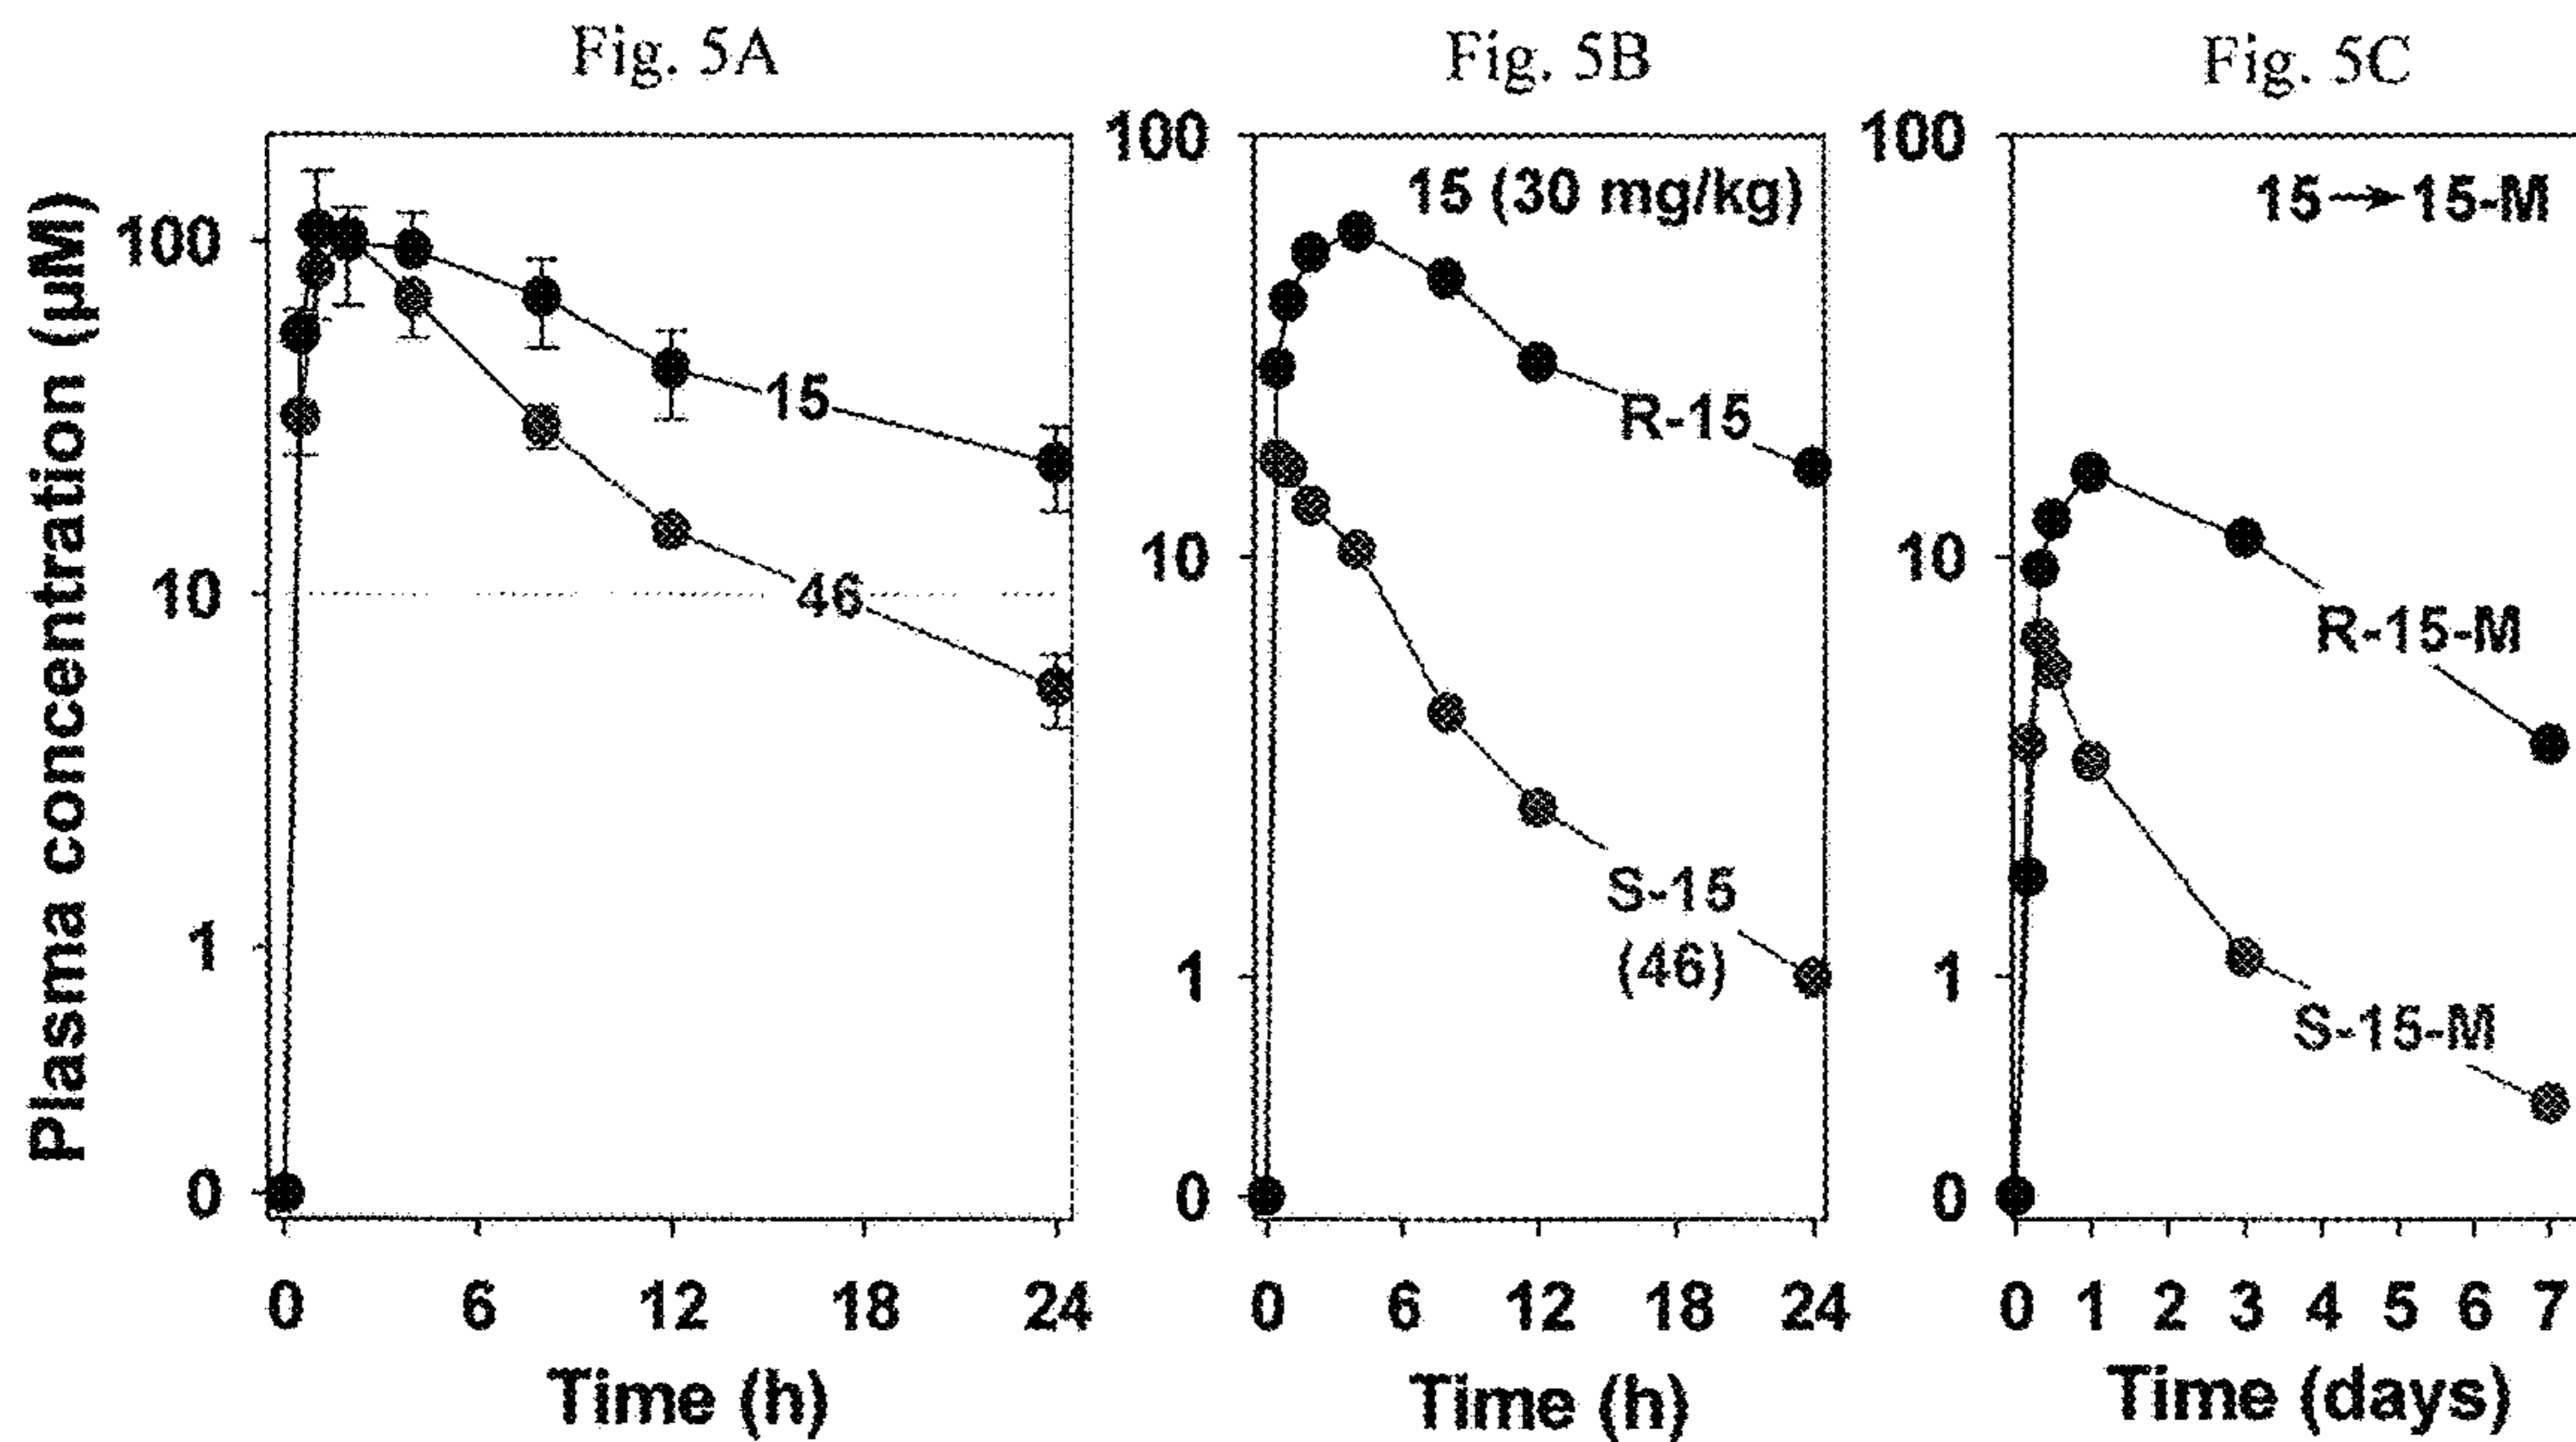 Fig. 5A
Plasma concentration (µM)
100
10
1
0
15
46
0 6 12 18 24
Time (h)
Fig. 5B
100
10
1
0
15 (30 mg/kg)
R-15
S-15
(46)
0 6 12 18 24
Time (h)
Fig. 5C
100
10
1
0
15→15-M
R-15-M
S-15-M
0 1 2 3 4 5 6 7
Time (days)